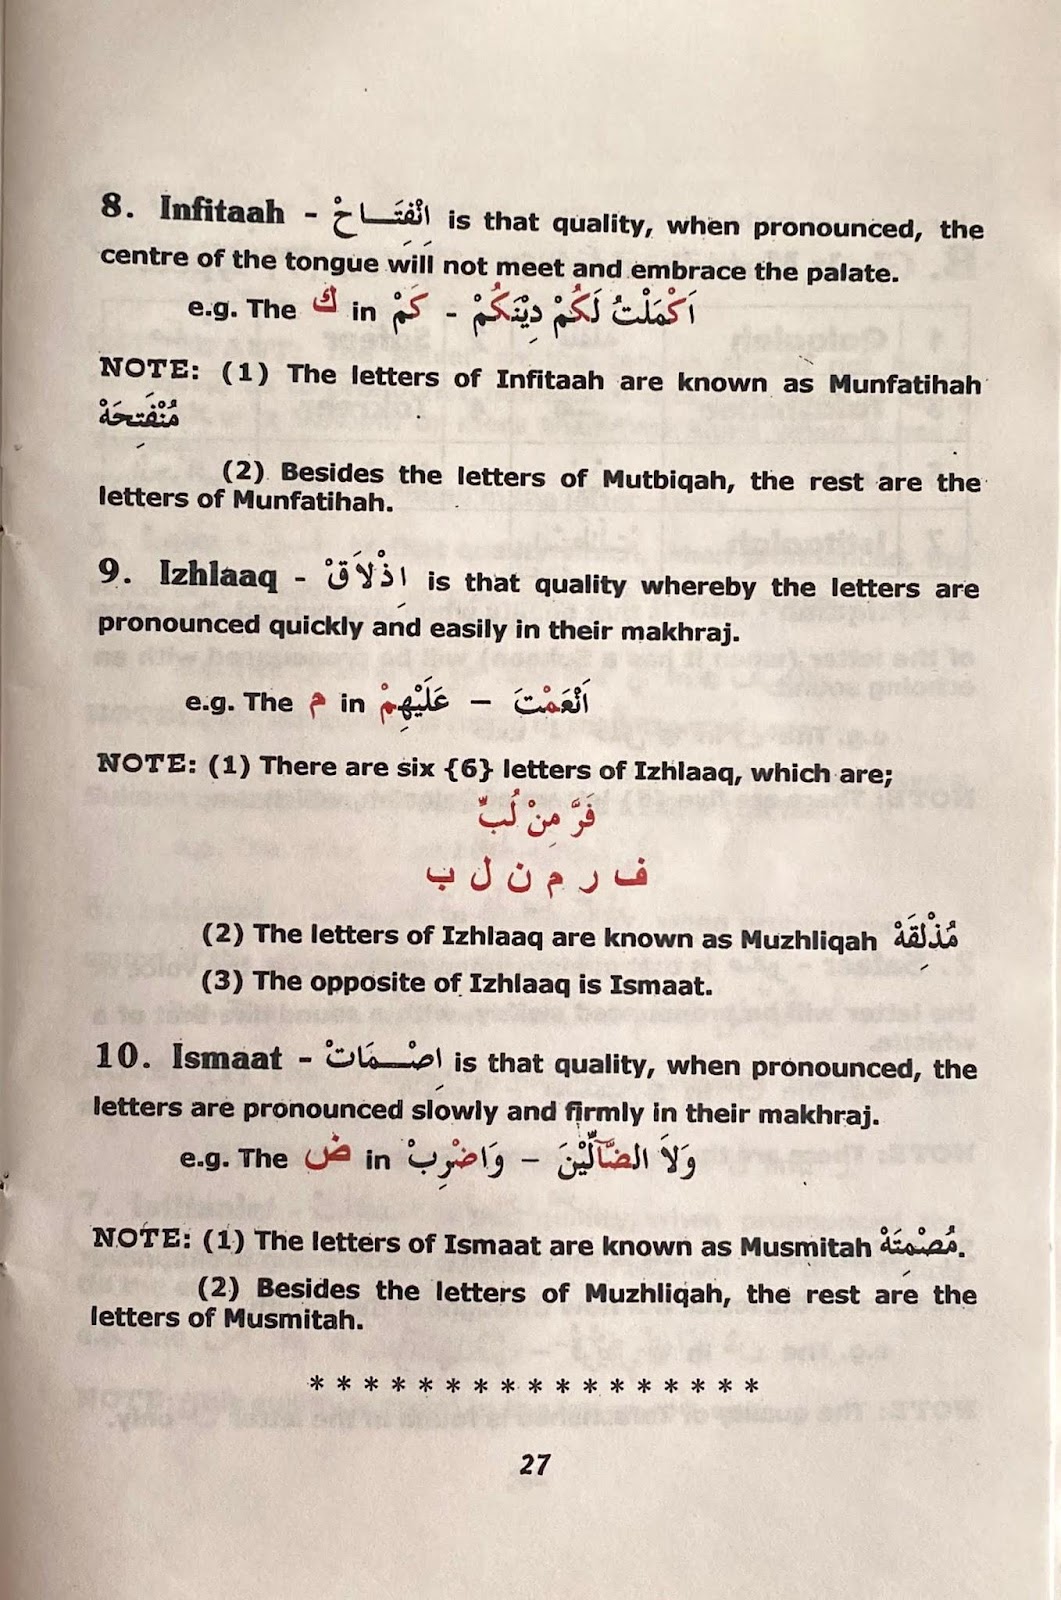 8. Infitaah - اِنْفِتَـــاحْ is that quality, when pronounced, the
centre of the tongue will not meet and embrace the palate.
e.g. The ك in كَمْ - اَكْمَلْتُ لَكُمْ دِيْنَكُمْ
NOTE: (1) The letters of Infitaah are known as Munfatihah
مُنْفَتِحَهْ
(2) Besides the letters of Mutbiqah, the rest are the
letters of Munfatihah.
9. Izhlaaq - اِذْلَاقْ is that quality whereby the letters are
pronounced quickly and easily in their makhraj.
e.g. The م in عَلَيْهِمْ – اَنْعَمْتَ
NOTE: (1) There are six {6} letters of Izhlaaq, which are;
فَرَّ مِنْ لُبٍّ
ف ر م ن ل ب
(2) The letters of Izhlaaq are known as Muzhliqah مُذْلِقَهْ
(3) The opposite of Izhlaaq is Ismaat.
10. Ismaat - اِصْـــمَاتْ is that quality, when pronounced, the
letters are pronounced slowly and firmly in their makhraj.
e.g. The ض in وَاضْرِبْ – وَلَا الضَّآلِّيْنَ
NOTE: (1) The letters of Ismaat are known as Musmitah مُصْمِتَهْ.
(2) Besides the letters of Muzhliqah, the rest are the
letters of Musmitah.
* * * * * * * * * * * * * * * * *
27